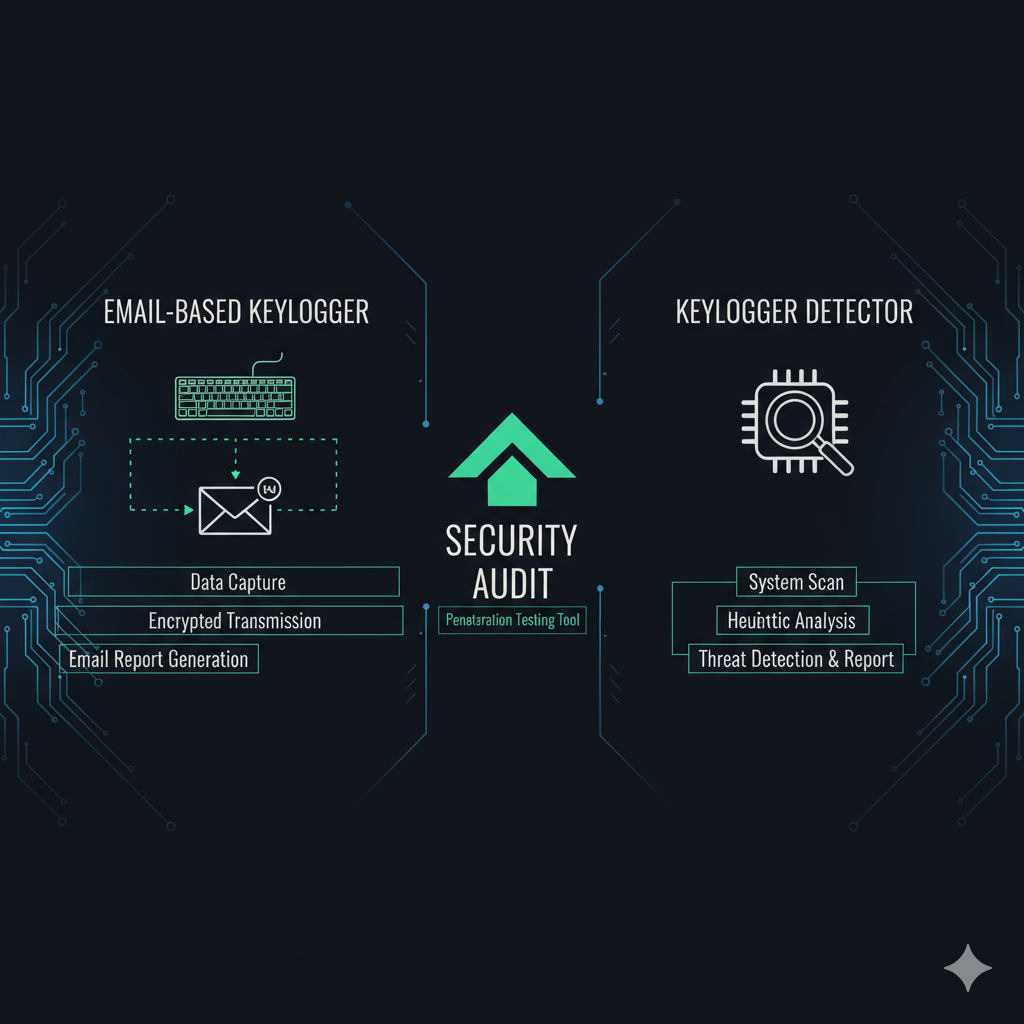 EMAIL-BASED KEYLOGGER
Data Capture
Encrypted Transmission
Email Report Generation
SECURITY
AUDIT
Penataration Testing Tool
KEYLOGGER DETECTOR
System Scan
Analysis
Threat Detection & Report